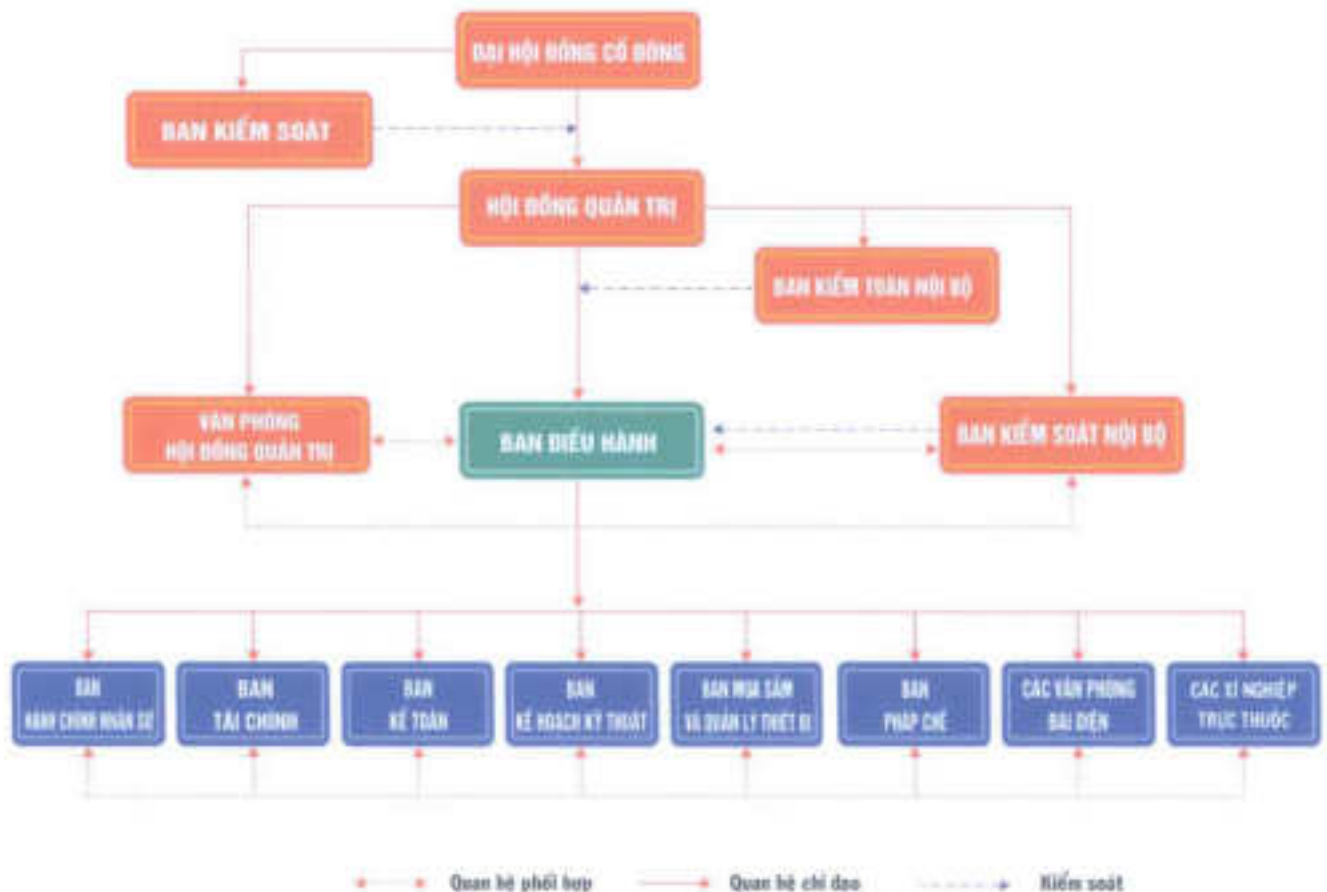 ĐẠI HỘI ĐỒNG CỔ ĐÔNG
BAN KIỂM SOÁT
HỘI ĐỒNG QUẢN TRỊ
BAN KIỂM TOÁN NỘI BỘ
VĂN PHÒNG
HỘI ĐỒNG QUẢN TRỊ
BAN ĐIỀU HÀNH
BAN KIỂM SOÁT NỘI BỘ
BAN
HÀNH CHÍNH NHÂN SỰ
BAN
TÀI CHÍNH
BAN
KẾ TOÁN
BAN
KẾ HOẠCH KỸ THUẬT
BAN MUA SẮM
VÀ QUẢN LÝ THIẾT BỊ
BAN
PHÁP CHẾ
CÁC VĂN PHÒNG
ĐẠI DIỆN
CÁC XÍ NGHIỆP
TRỰC THUỘC
Quan hệ phối hợp
Quan hệ chỉ đạo
Kiểm soát